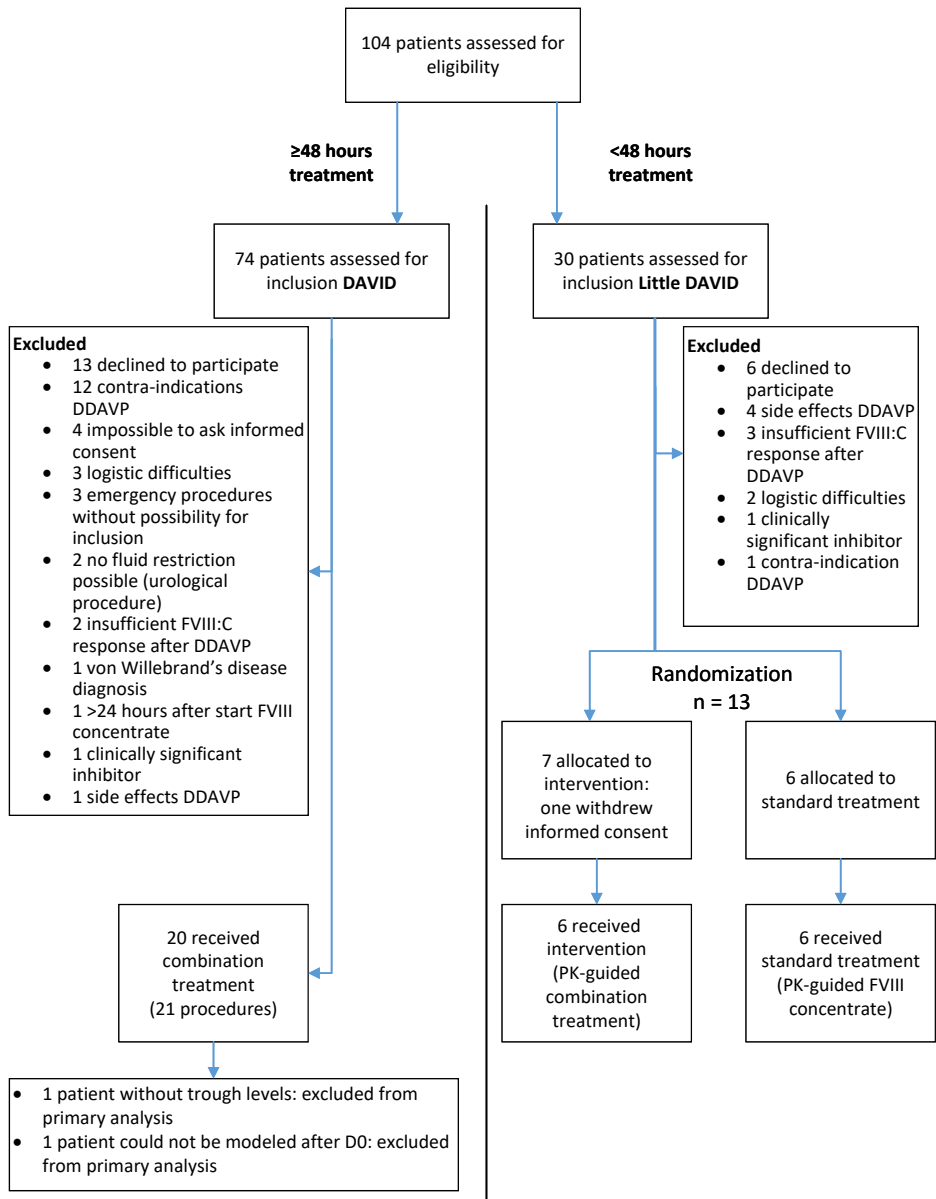 104 patients assessed for
eligibility
≥48 hours
treatment
<48 hours
treatment
74 patients assessed for
inclusion DAVID
30 patients assessed for
inclusion Little DAVID
Excluded
• 13 declined to participate
• 12 contra-indications
DDAVP
• 4 impossible to ask informed
consent
• 3 logistic difficulties
• 3 emergency procedures
without possibility for
inclusion
• 2 no fluid restriction
possible (urological
procedure)
• 2 insufficient FVIII:C
response after DDAVP
• 1 von Willebrand’s disease
diagnosis
• 1 >24 hours after start FVIII
concentrate
• 1 clinically significant
inhibitor
• 1 side effects DDAVP
Excluded
• 6 declined to
participate
• 4 side effects DDAVP
• 3 insufficient FVIII:C
response after
DDAVP
• 2 logistic difficulties
• 1 clinically
significant inhibitor
• 1 contra-indication
DDAVP
Randomization
n = 13
7 allocated to
intervention:
one withdrew
informed consent
6 allocated to
standard treatment
20 received
combination
treatment
(21 procedures)
6 received
intervention
(PK-guided
combination
treatment)
6 received
standard treatment
(PK-guided FVIII
concentrate)
• 1 patient without trough levels: excluded from
primary analysis
• 1 patient could not be modeled after D0: excluded
from primary analysis